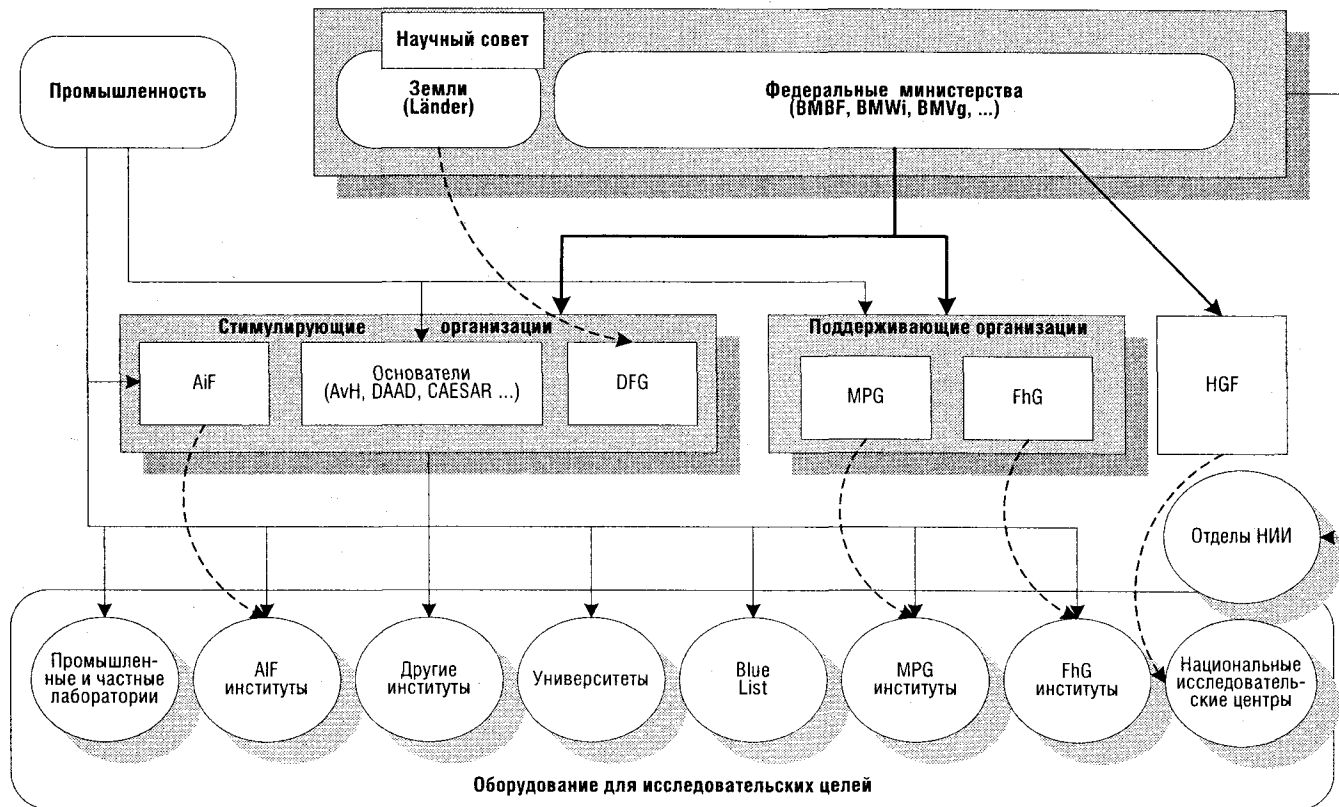 Научный совет
Промышленность
Земли
(Länder)
Федеральные министерства
(BMBF, BMWi, BMVg, ...)
Стимулирующие организации
Поддерживающие организации
AiF
Основатели
(AvH, DAAD, CAESAR ...)
DFG
MPG
FhG
HGF
Отделы НИИ
Промышлен-
ные и частные
лаборатории
AIF
институты
Другие
институты
Университеты
Blue
List
MPG
институты
FhG
институты
Национальные
исследователь-
ские центры
Оборудование для исследовательских целей